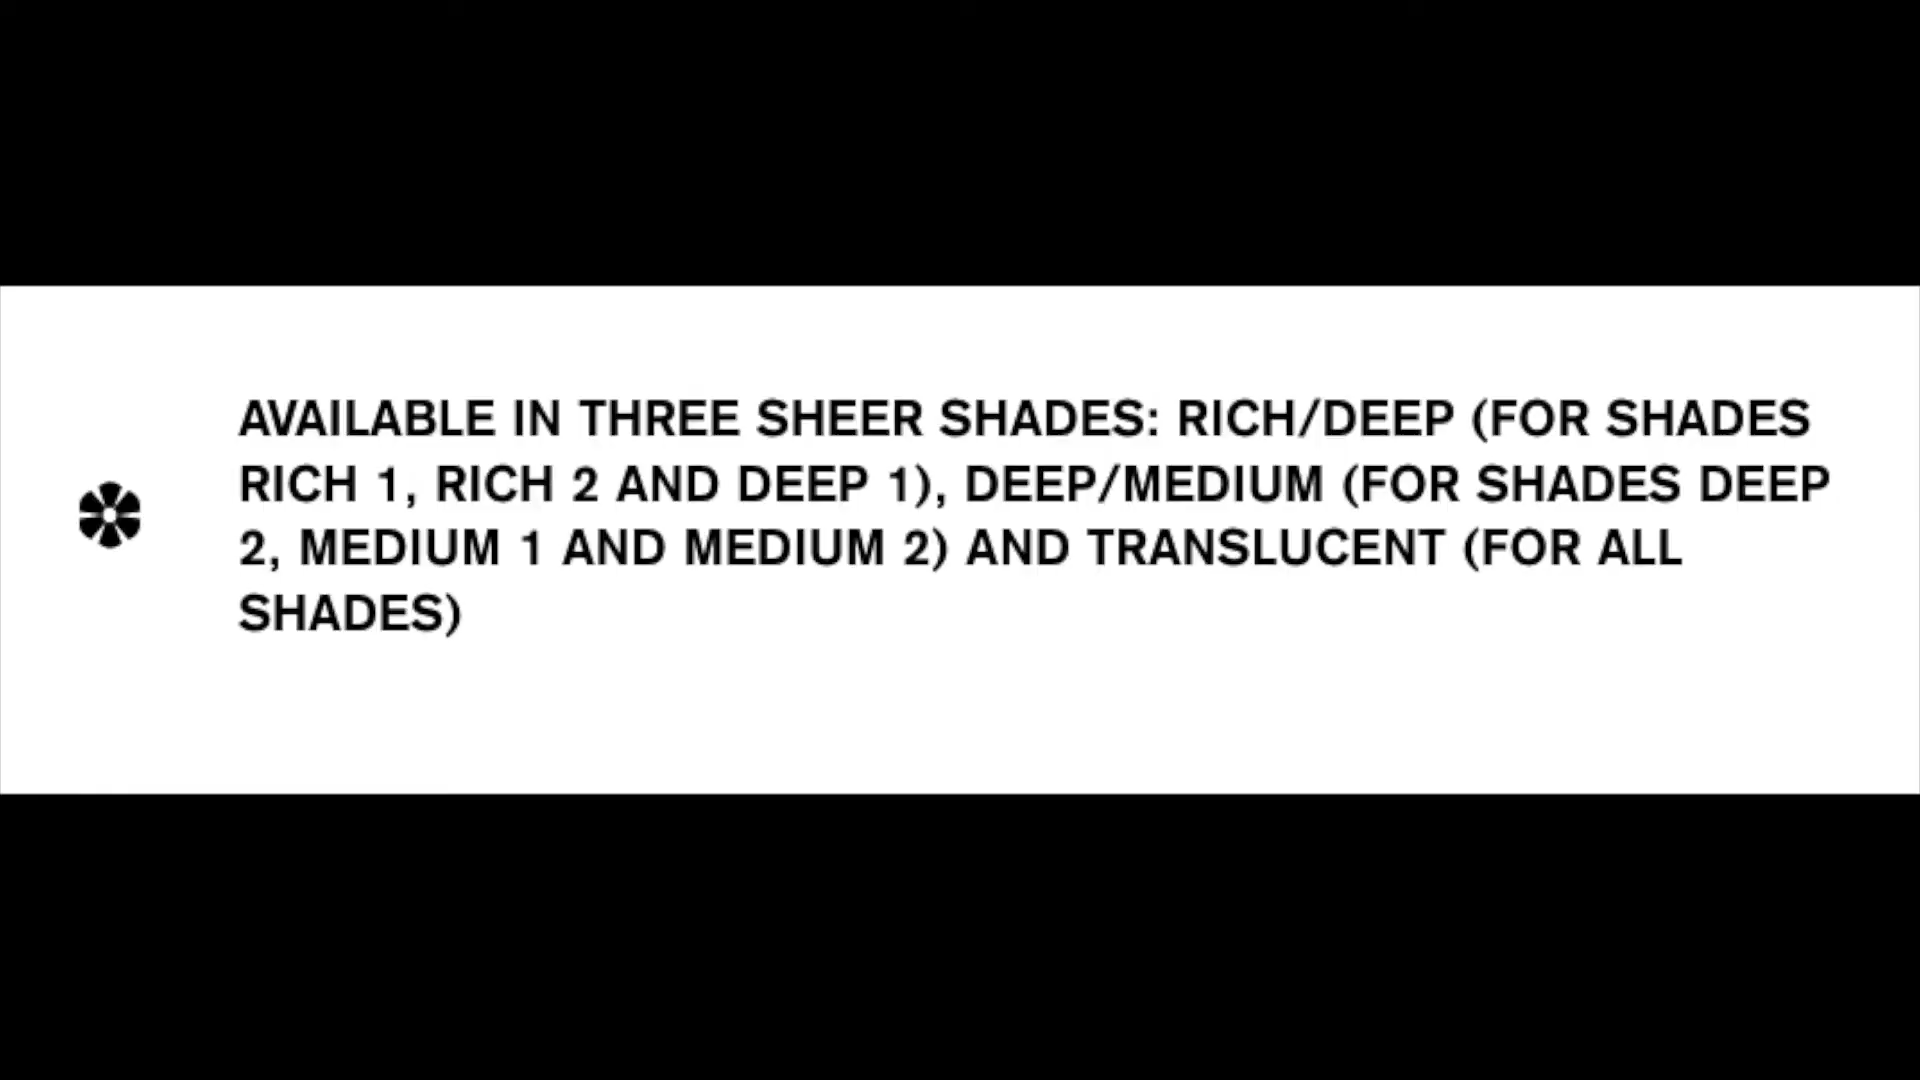 AVAILABLE IN THREE SHEER SHADES: RICH/DEEP (FOR SHADES
RICH 1, RICH 2 AND DEEP 1), DEEP/MEDIUM (FOR SHADES DEEP
2, MEDIUM 1 AND MEDIUM 2) AND TRANSLUCENT (FOR ALL
SHADES)